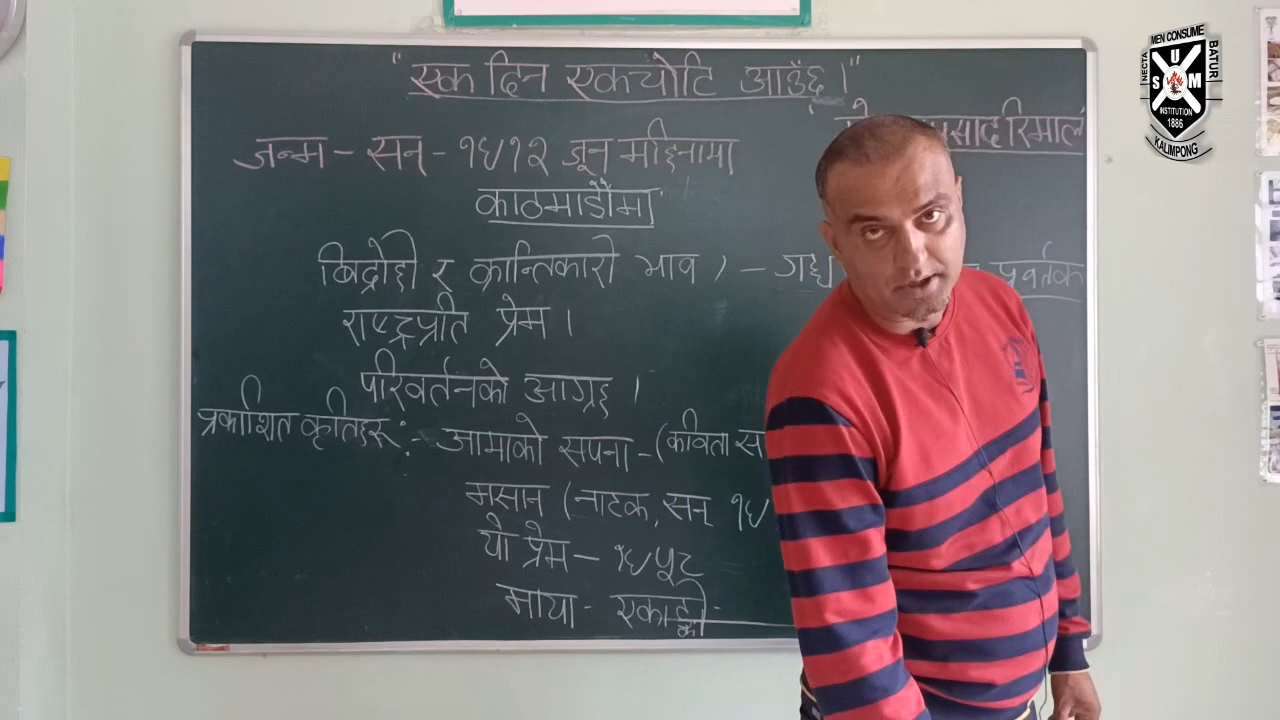 "एक दिन एकचोटि आउँछ।"
प्रसाद रिमाल
जन्म - सन् - १९१२ जून महिनामा
काठमाडौंमा
बिद्रोही र क्रान्तिकारी भाव, - गद्य प्रवर्तक
राष्ट्रप्रति प्रेम ।
परिवर्तनको आग्रह ।
प्रकाशित कृतिहरू :- आमाको सपना - (कविता
मसान (नाटक, सन् १९
यो प्रेम - १९५८
माया - एकाङ्की
MEN CONSUME
NECTA
BATUR
U
S M
INSTITUTION
1886
KALIMPONG